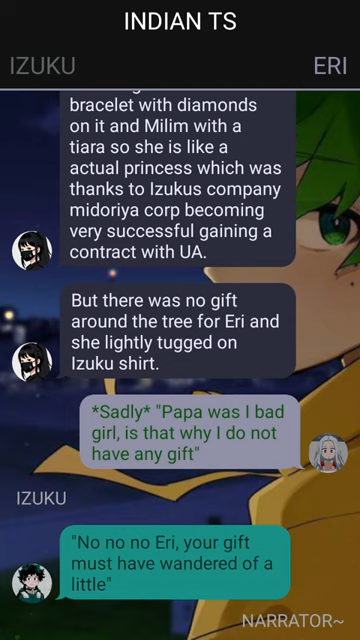 INDIAN TS
IZUKU
ERI
bracelet with diamonds
on it and Milim with a
tiara so she is like a
actual princess which was
thanks to Izukus company
midoriya corp becoming
very successful gaining a
contract with UA.
But there was no gift
around the tree for Eri and
she lightly tugged on
Izuku shirt.
*Sadly* "Papa was I bad
girl, is that why I do not
have any gift"
IZUKU
"No no no Eri, your gift
must have wandered of a
little"
NARRATOR~